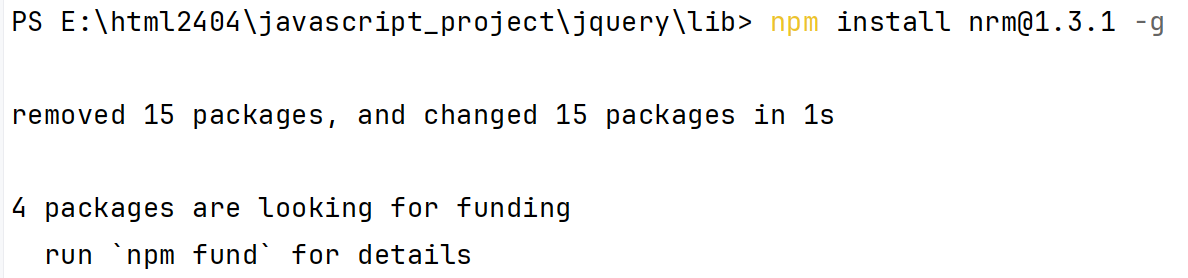 PS E:\html2404\javascript_project\jquery\lib> npm install nrm@1.3.1 -g
removed 15 packages, and changed 15 packages in 1s
4 packages are looking for funding
  run `npm fund` for details